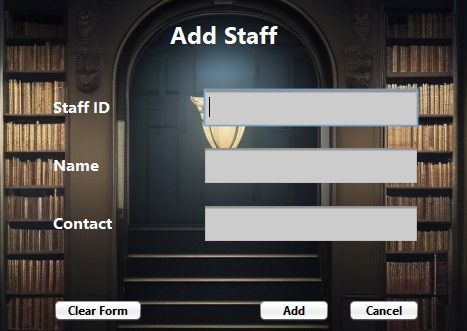 Add Staff
Staff ID
Name
Contact
Clear Form Add Cancel